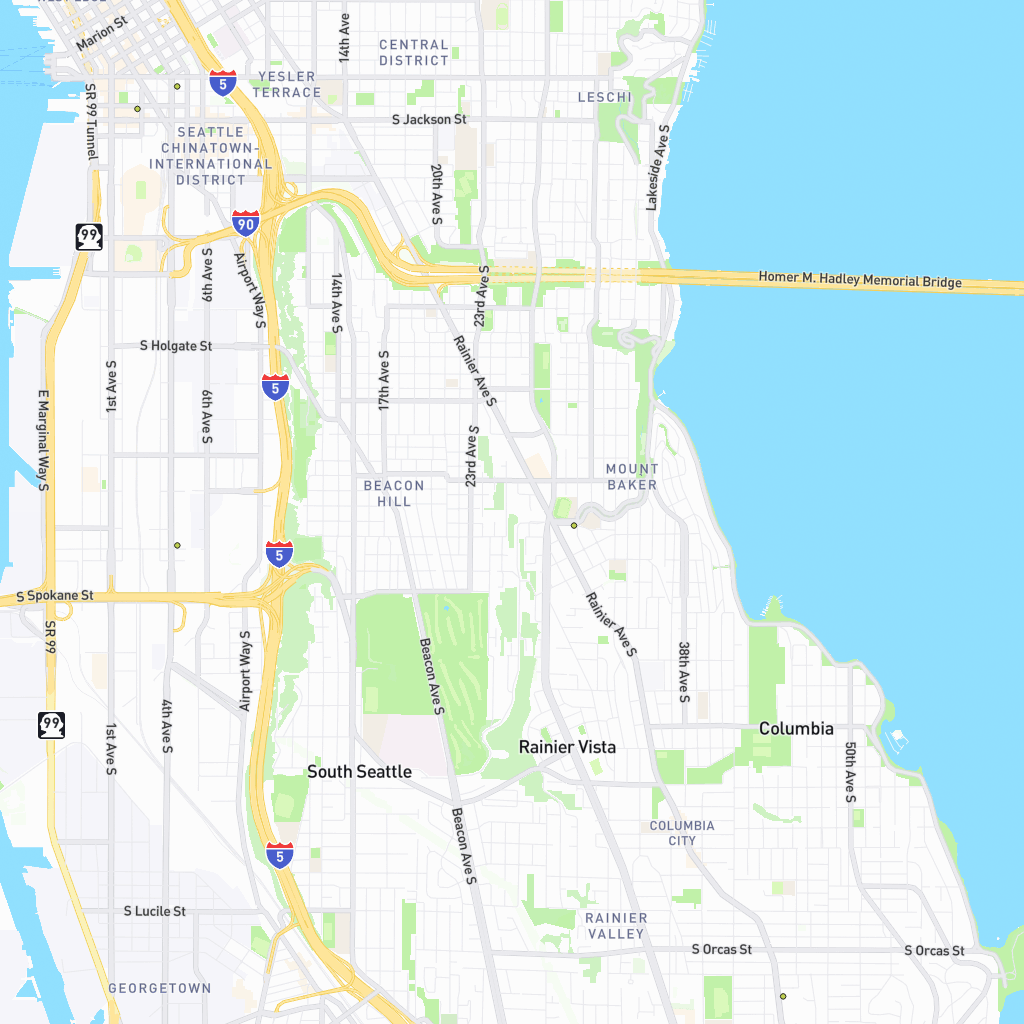 Marion St
14th Ave
CENTRAL
DISTRICT
5
YESLER
TERRACE
LESCHI
SR 99 Tunnel
S Jackson St
SEATTLE
CHINATOWN-
INTERNATIONAL
DISTRICT
20th Ave S
Lakeside Ave S
99
90
6th Ave S
Airport Way S
14th Ave S
23rd Ave S
Homer M. Hadley Memorial Bridge
S Holgate St
Rainier Ave S
1st Ave S
17th Ave S
5
E Marginal Way S
6th Ave S
23rd Ave S
BEACON
HILL
MOUNT
BAKER
5
S Spokane St
SR 99
Airport Way S
Rainier Ave S
38th Ave S
Beacon Ave S
99
4th Ave S
1st Ave S
Columbia
Rainier Vista
South Seattle
50th Ave S
Beacon Ave S
COLUMBIA
CITY
5
S Lucile St
RAINIER
VALLEY
S Orcas St
S Orcas St
GEORGETOWN